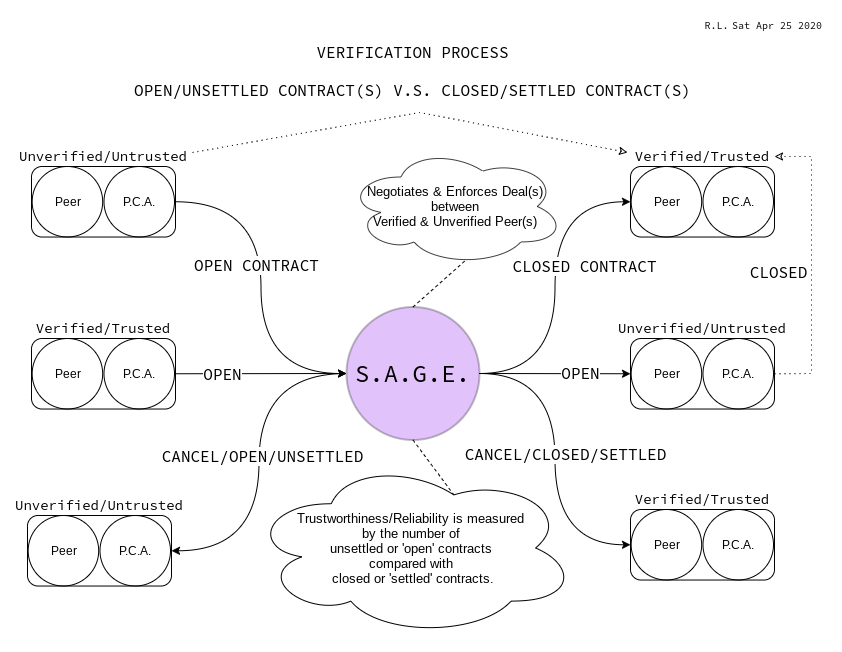 R.L. Sat Apr 25 2020
VERIFICATION PROCESS
OPEN/UNSETTLED CONTRACT(S) V.S. CLOSED/SETTLED CONTRACT(S)
Unverified/Untrusted
Peer
P.C.A.
Negotiates & Enforces Deal(s)
between
Verified & Unverified Peer(s)
Verified/Trusted
Peer
P.C.A.
OPEN CONTRACT
CLOSED CONTRACT
CLOSED
Verified/Trusted
Peer
P.C.A.
OPEN
S.A.G.E.
OPEN
Unverified/Untrusted
Peer
P.C.A.
CANCEL/OPEN/UNSETTLED
CANCEL/CLOSED/SETTLED
Unverified/Untrusted
Peer
P.C.A.
Trustworthiness/Reliability is measured
by the number of
unsettled or 'open' contracts
compared with
closed or 'settled' contracts.
Verified/Trusted
Peer
P.C.A.